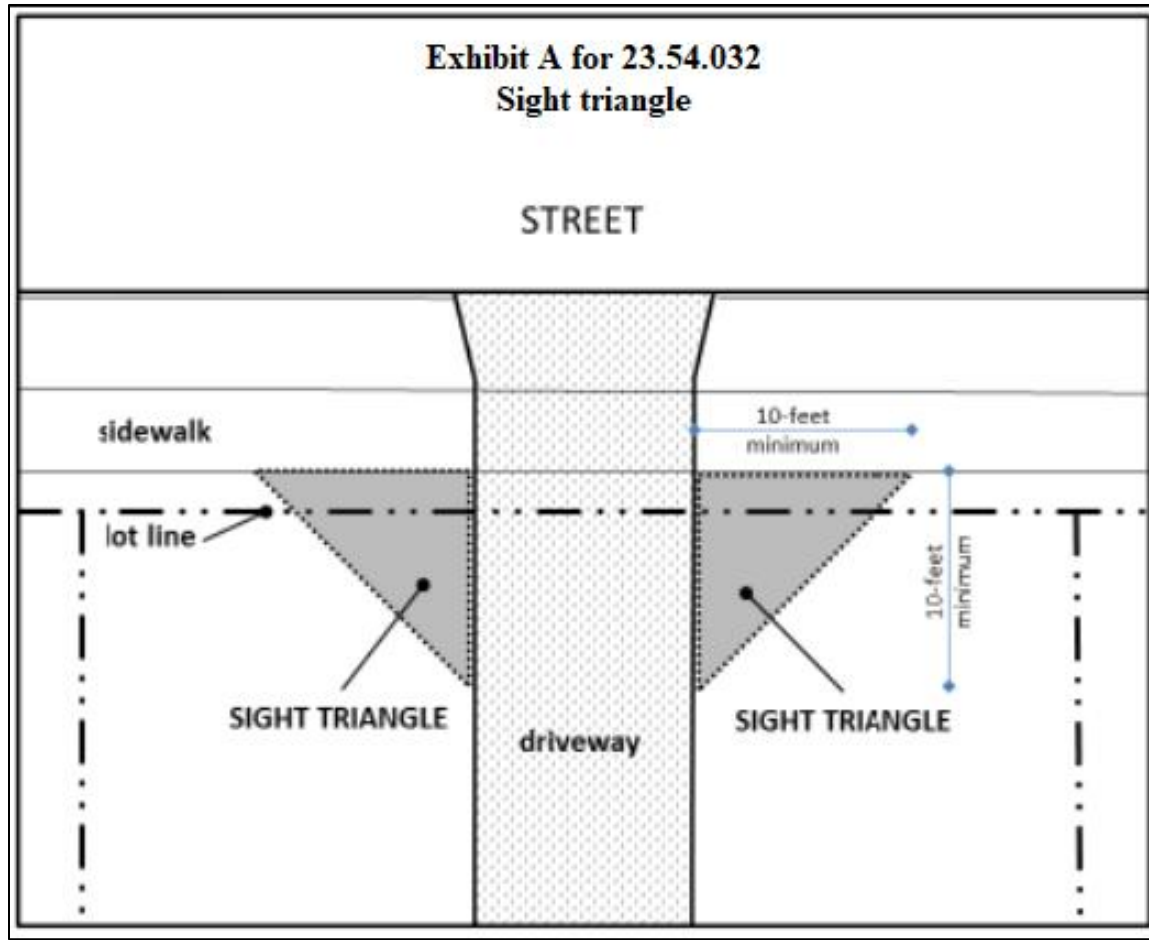 Exhibit A for 23.54.032
Sight triangle
STREET
10-feet
minimum
sidewalk
lot line
10-feet
minimum
SIGHT TRIANGLE
SIGHT TRIANGLE
driveway